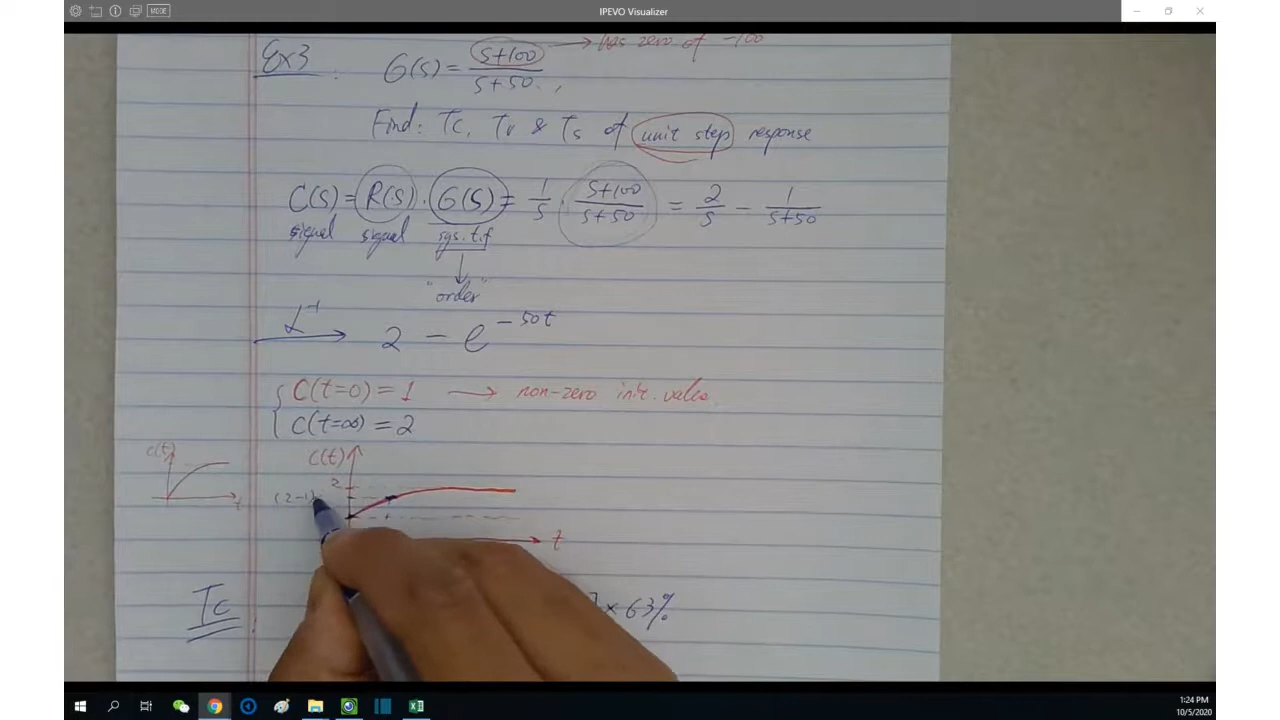 IPEVO Visualizer
MODE
→ has zero of -100
Ex3 : G(s) = s+100 / s+50 ,
Find: Tc, Tr & Ts of unit step response
C(s) = R(s) · G(s) = 1/s · s+100 / s+50 = 2/s − 1/s+50
signal signal sys. t.f
"order"
L⁻¹ → 2 − e^−50t
C(t=0) = 1 → non-zero init. value.
C(t=∞) = 2
C(t)
t
C(t)
2
(2-1)
t
Tc
× 63%
1:24 PM
10/5/2020